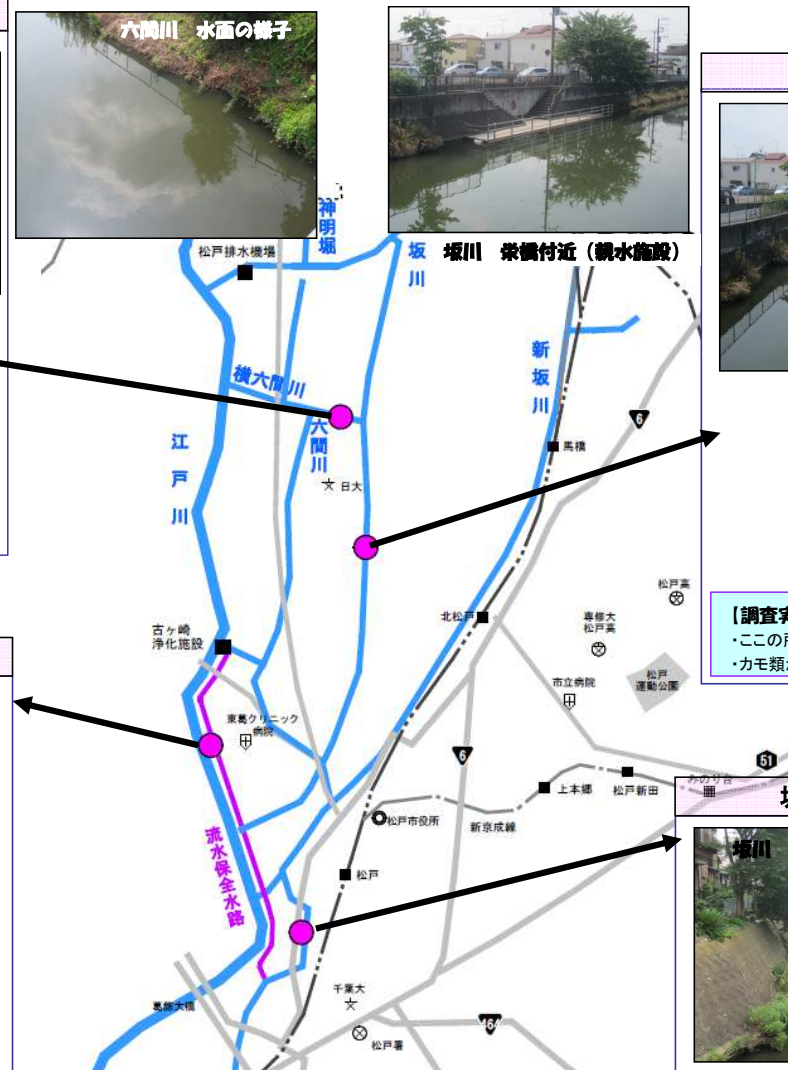 六間川　水面の様子
坂川　栄橋付近（親水施設）
神明堀
坂川
松戸排水機場
新坂川
横六間川
六間川
江戸川
6
馬橋
日大
松戸高
専修大
松戸高
北松戸
【調査実
・ここの所
・カモ類が
古ヶ崎
浄化施設
市立病院
松戸
運動公園
東葛クリニック
病院
6
51
みのり台
上本郷
松戸新田
松戸市役所
新京成線
坂
坂川
流水保全水路
松戸
千葉大
葛飾大橋
464
松戸署